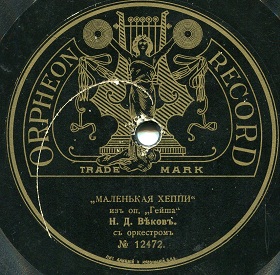 ORPHEON RECORD
TRADE MARK
„МАЛЕНЬКАЯ ХЕППИ“
изъ оп. „Гейша“
Н. Д. Вѣковъ.
съ оркестромъ
№ 12472.